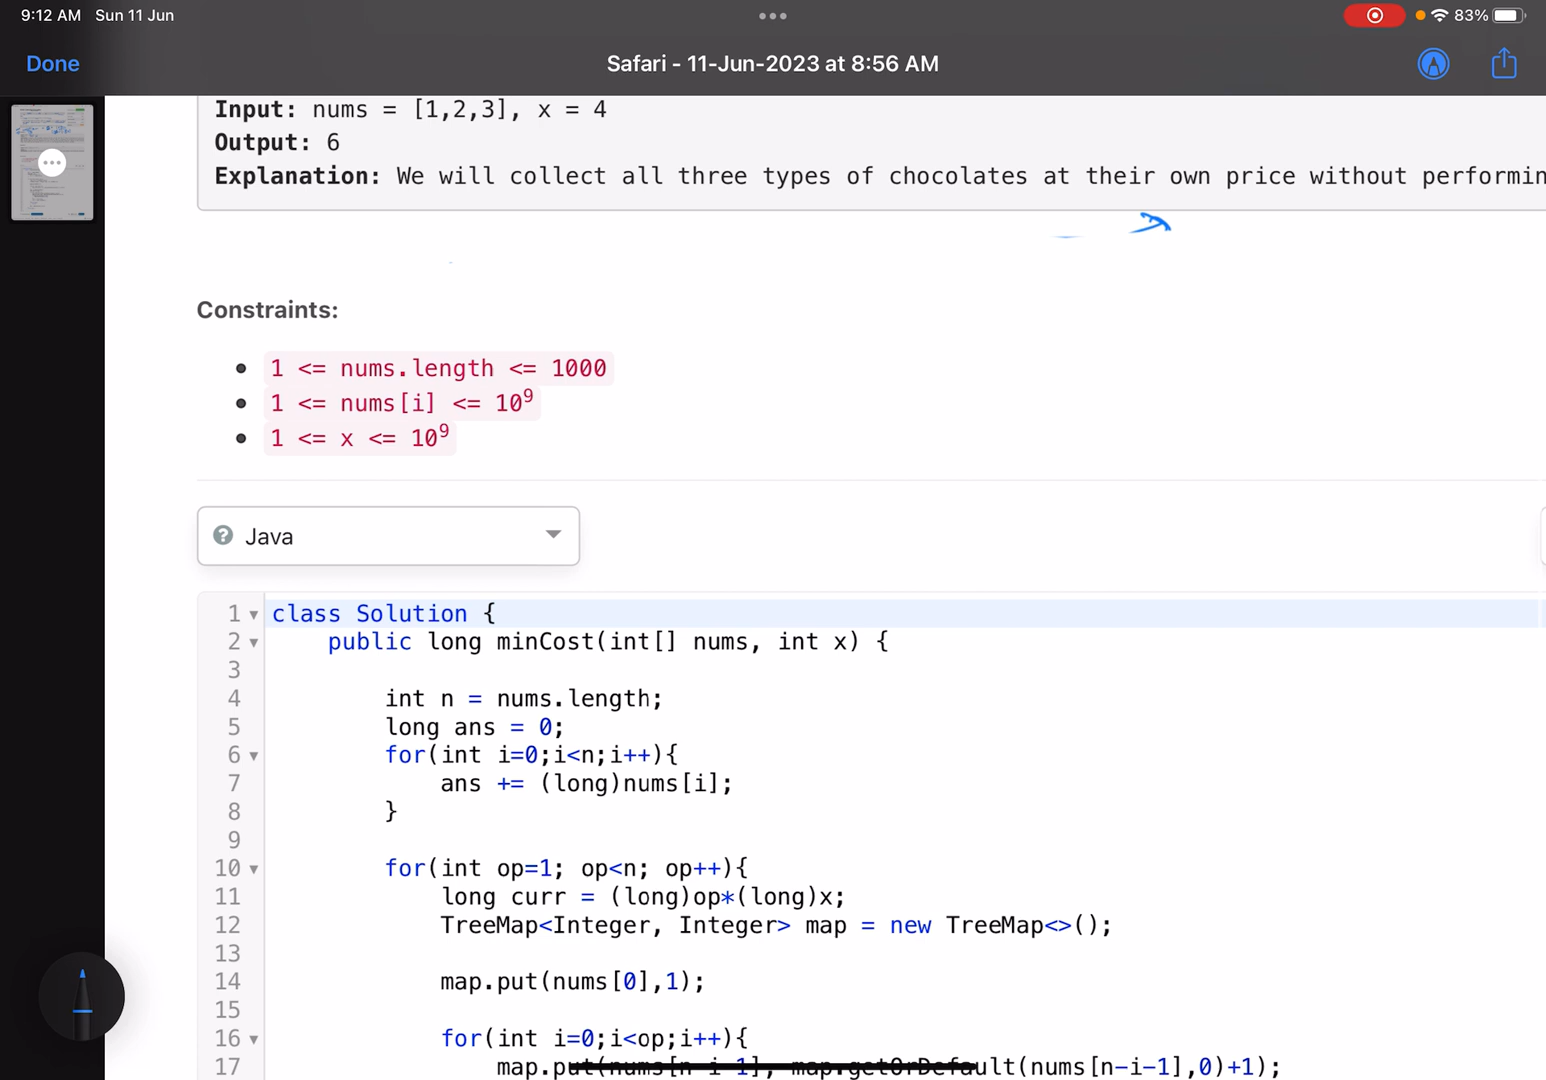 9:12 AM Sun 11 Jun
83%
Done
Safari - 11-Jun-2023 at 8:56 AM
Input: nums = [1,2,3], x = 4
Output: 6
Explanation: We will collect all three types of chocolates at their own price without performin
Constraints:
1 <= nums.length <= 1000
1 <= nums[i] <= 10⁹
1 <= x <= 10⁹
Java
1 class Solution {
2 public long minCost(int[] nums, int x) {
3
4 int n = nums.length;
5 long ans = 0;
6 for(int i=0;i<n;i++){
7 ans += (long)nums[i];
8 }
9
10 for(int op=1; op<n; op++){
11 long curr = (long)op*(long)x;
12 TreeMap<Integer, Integer> map = new TreeMap<>();
13
14 map.put(nums[0],1);
15
16 for(int i=0;i<op;i++){
17 map.put(nums[n-i-1], map.getOrDefault(nums[n-i-1],0)+1);